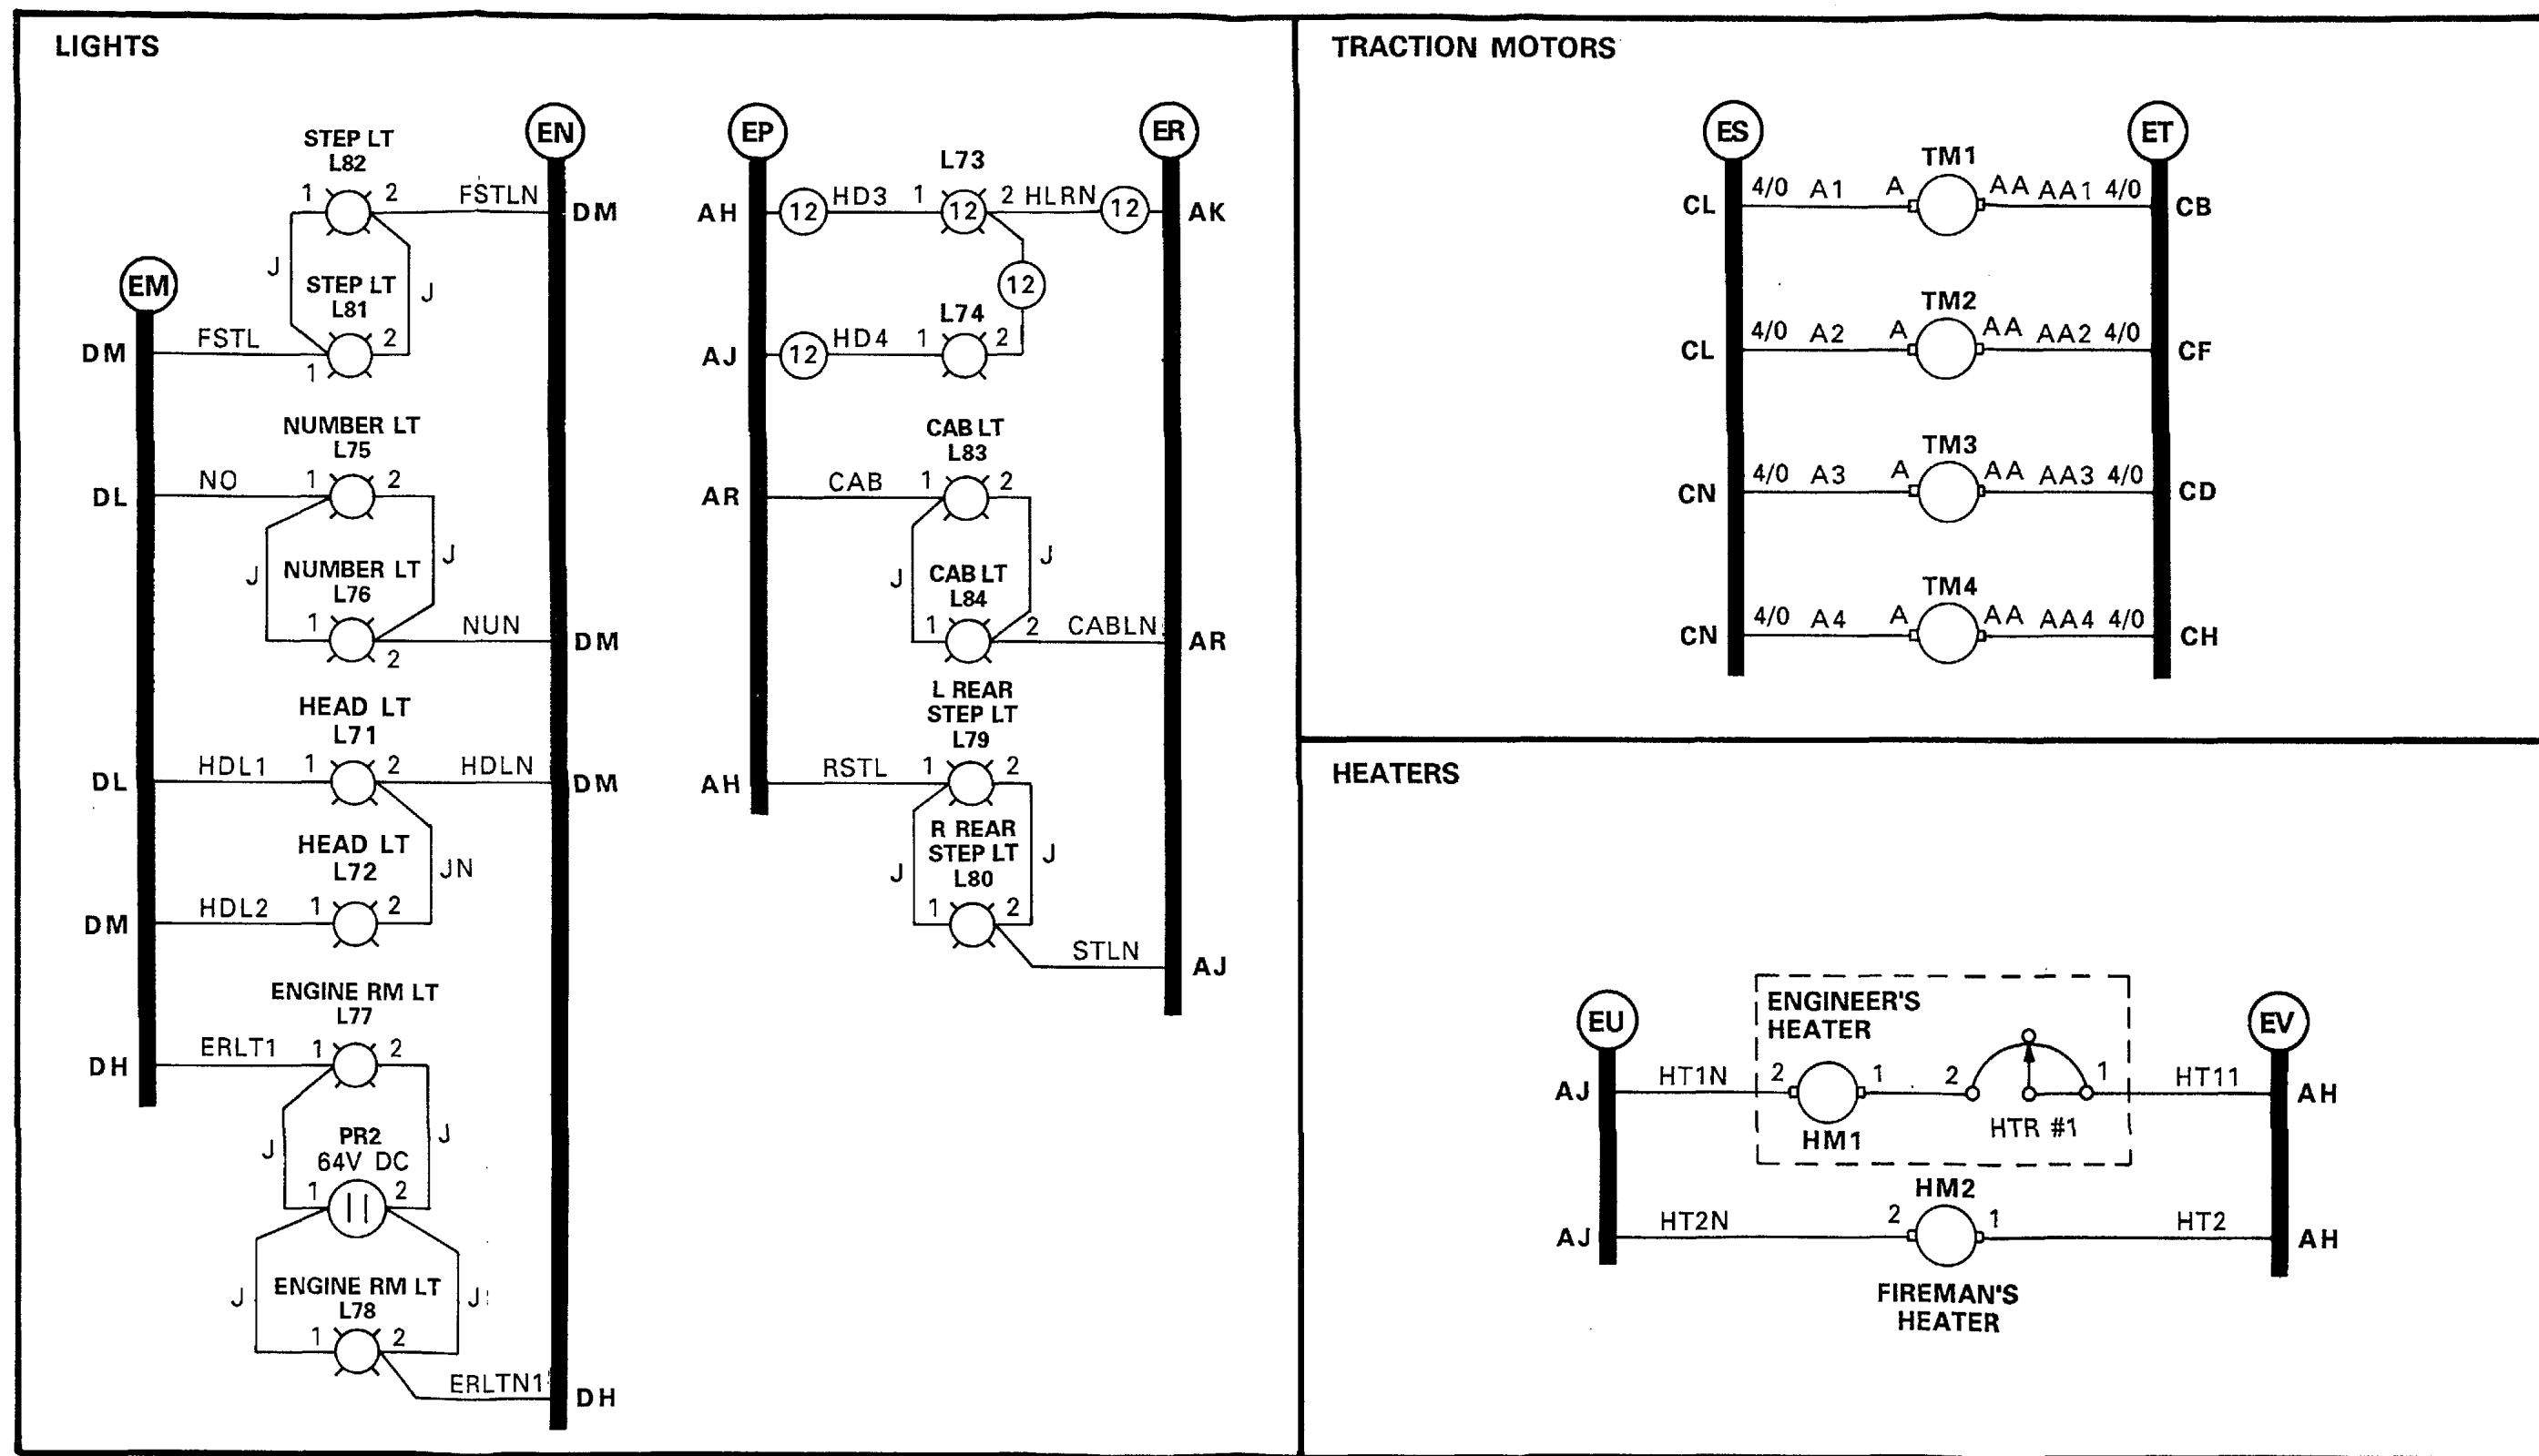 LIGHTS
STEP LT
L82
EN
1 2 FSTLN DM
J
STEP LT
L81
J
EM
DM FSTL 2
1
NUMBER LT
L75
DL NO 1 2
J
NUMBER LT
L76
J
1 NUN DM
2
HEAD LT
L71
DL HDL1 1 2 HDLN DM
HEAD LT
L72
JN
DM HDL2 1 2
ENGINE RM LT
L77
DH ERLT1 1 2
J
PR2
64V DC
J
1 2
J
ENGINE RM LT
L78
J
1 2
ERLTN1 DH
EP
ER
L73
AH 12 HD3 1 12 2 HLRN 12 AK
12
L74
AJ 12 HD4 1 2
CAB LT
L83
AR CAB 1 2
J
CAB LT
L84
J
1 2 CABLN AR
L REAR
STEP LT
L79
AH RSTL 1 2
R REAR
STEP LT
L80
J
J
1 2
STLN AJ
TRACTION MOTORS
ES
ET
TM1
CL 4/0 A1 A AA AA1 4/0 CB
TM2
CL 4/0 A2 A AA AA2 4/0 CF
TM3
CN 4/0 A3 A AA AA3 4/0 CD
TM4
CN 4/0 A4 A AA AA4 4/0 CH
HEATERS
EU
ENGINEER'S
HEATER
EV
AJ HT1N 2 1 2 1 HT11 AH
HM1
HTR #1
HM2
AJ HT2N 2 1 HT2 AH
FIREMAN'S
HEATER